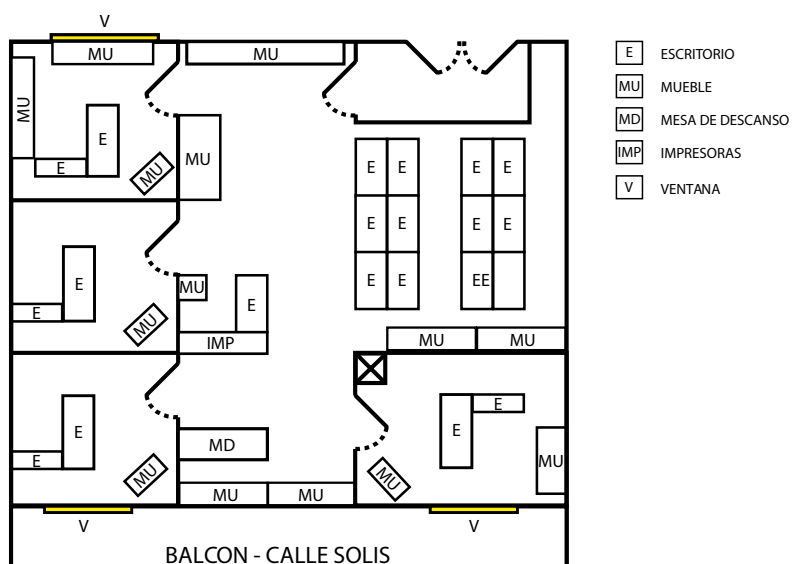 V
MU
MU
MU
E
E
MU
MU
E
E
E
E
E
E
E
E
E
E
EE
E
E
MU
MU
E
IMP
MU
MU
E
E
MU
MD
MU
MU
E
E
MU
MU
V
V
BALCON - CALLE SOLIS
E ESCRITORIO
MU MUEBLE
MD MESA DE DESCANSO
IMP IMPRESORAS
V VENTANA